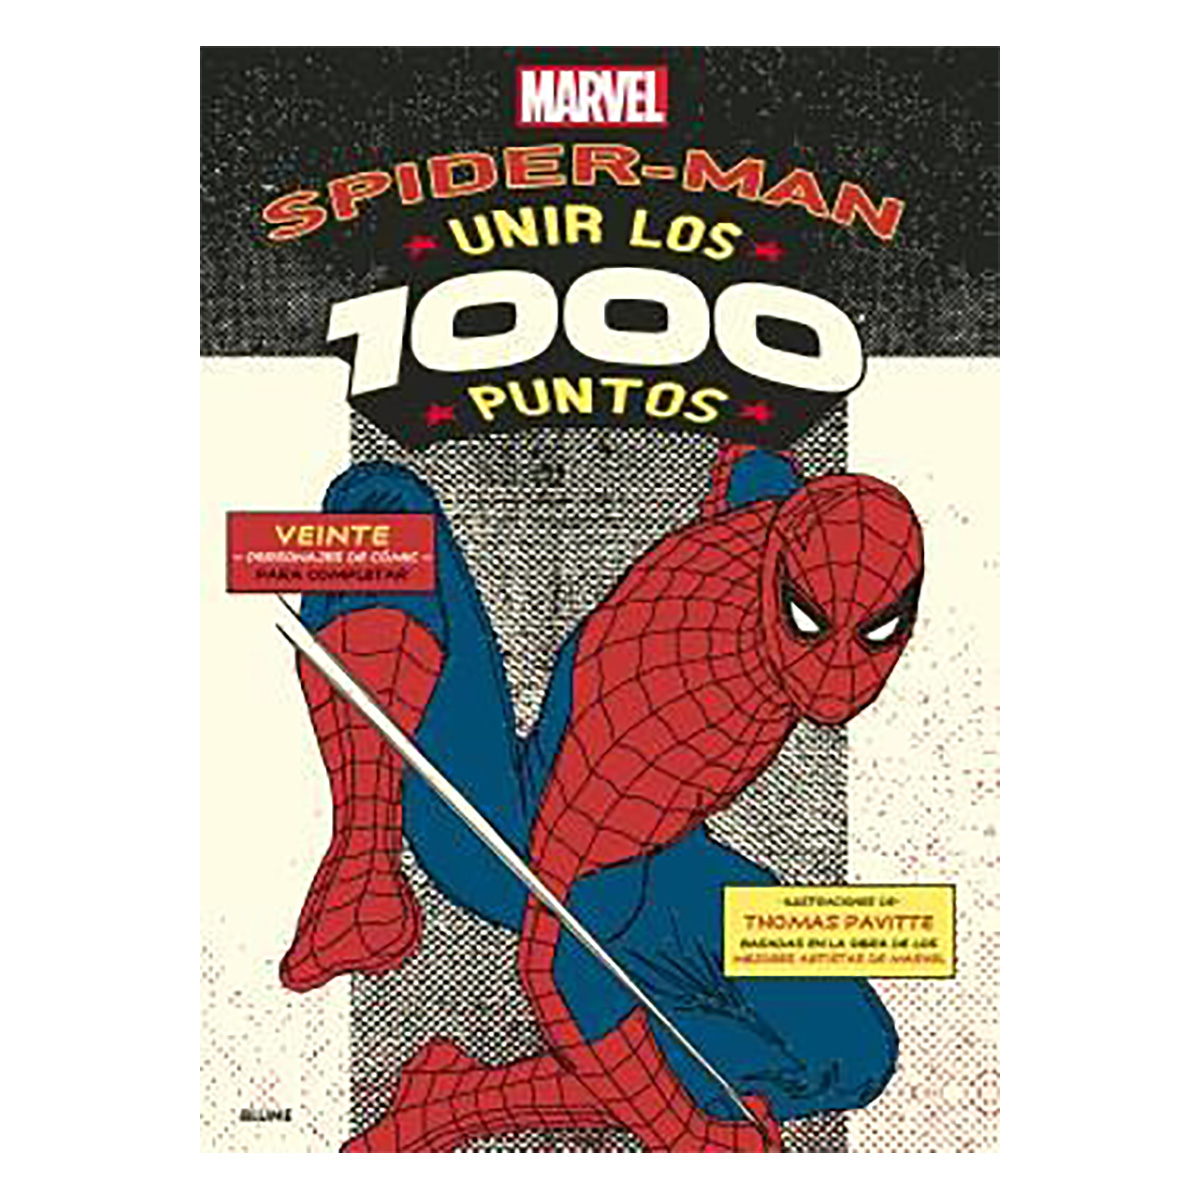 MARVEL
SPIDER-MAN
UNIR LOS
1000
PUNTOS
VEINTE
– PERSONAJES DE CÓMIC –
PARA COMPLETAR
ILUSTRACIONES DE
THOMAS PAVITTE
BASADAS EN LA OBRA DE LOS
MEJORES ARTISTAS DE MARVEL
BLUME